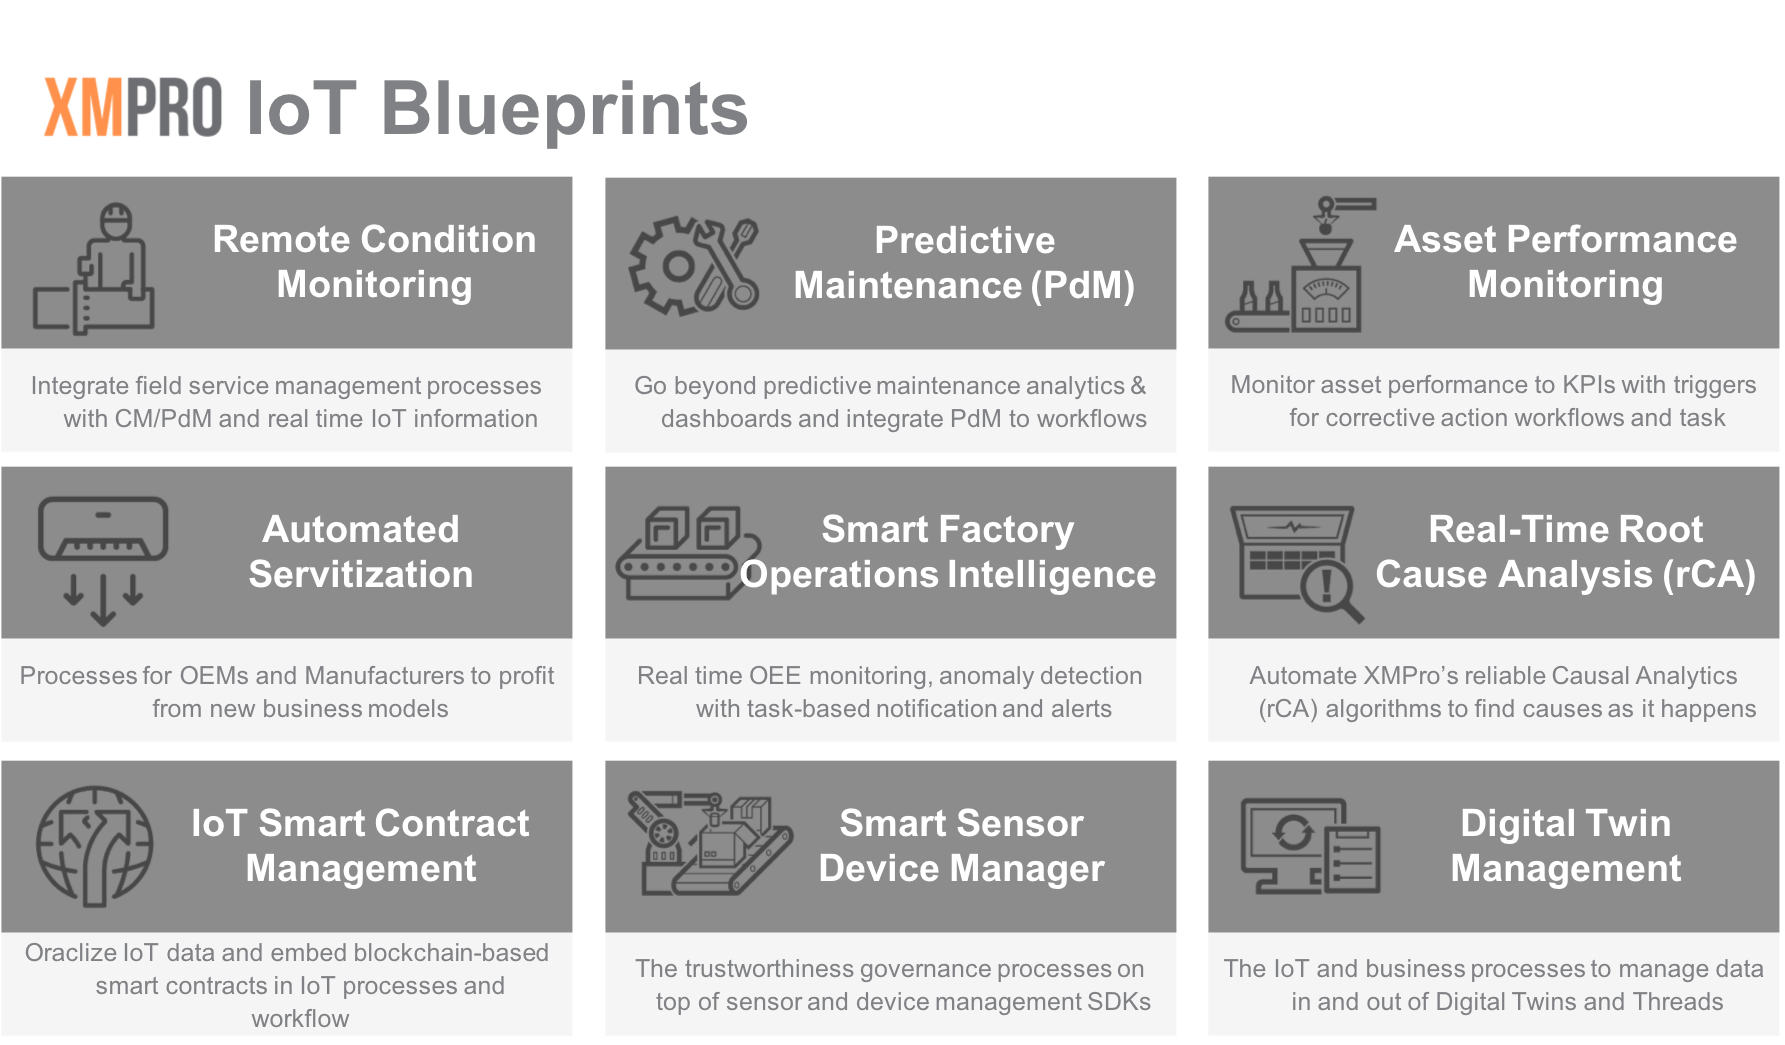 XMPRO IoT Blueprints
Remote Condition
Monitoring
Integrate field service management processes
with CM/PdM and real time IoT information
Predictive
Maintenance (PdM)
Go beyond predictive maintenance analytics &
dashboards and integrate PdM to workflows
Asset Performance
Monitoring
Monitor asset performance to KPIs with triggers
for corrective action workflows and task
Automated
Servitization
Processes for OEMs and Manufacturers to profit
from new business models
Smart Factory
Operations Intelligence
Real time OEE monitoring, anomaly detection
with task-based notification and alerts
Real-Time Root
Cause Analysis (rCA)
Automate XMPro’s reliable Causal Analytics
(rCA) algorithms to find causes as it happens
IoT Smart Contract
Management
Oraclize IoT data and embed blockchain-based
smart contracts in IoT processes and
workflow
Smart Sensor
Device Manager
The trustworthiness governance processes on
top of sensor and device management SDKs
Digital Twin
Management
The IoT and business processes to manage data
in and out of Digital Twins and Threads